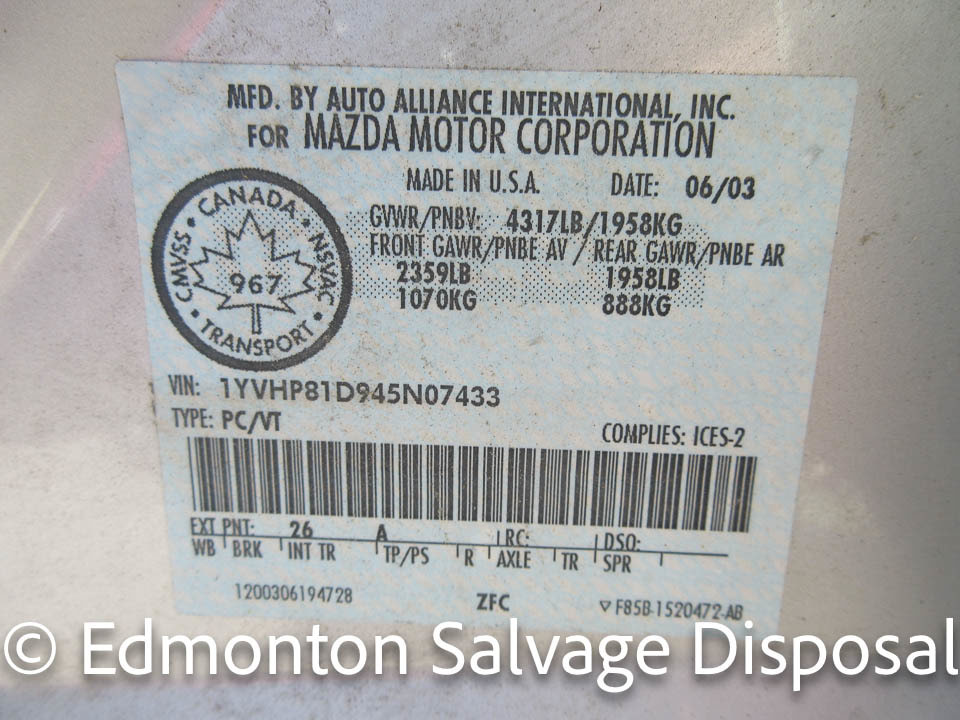 MFD. BY AUTO ALLIANCE INTERNATIONAL, INC.
FOR MAZDA MOTOR CORPORATION
MADE IN U.S.A. DATE: 06/03
GVWR/PNBV: 4317LB/1958KG
FRONT GAWR/PNBE AV / REAR GAWR/PNBE AR
2359LB 1958LB
1070KG 888KG
CANADA
CMVSS 967 NSVAC
TRANSPORT
VIN: 1YVHP81D945N07433
TYPE: PC/VT
COMPLIES: ICES-2
EXT PNT: 26 A RC: DSO:
WB BRK INT TR TP/PS R AXLE TR SPR
1200306194728 ZFC ▽ F85B-1520472-AB
© Edmonton Salvage Disposal